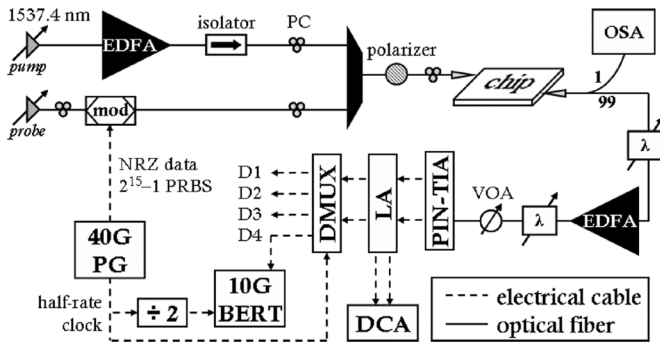 1537.4 nm
isolator
PC
OSA
EDFA
polarizer
pump
chip
1
99
probe
mod
λ
NRZ data
2¹⁵–1 PRBS
D1
D2
D3
D4
DMUX
LA
PIN-TIA
VOA
λ
EDFA
40G
PG
10G
BERT
half-rate
clock
÷ 2
DCA
electrical cable
optical fiber